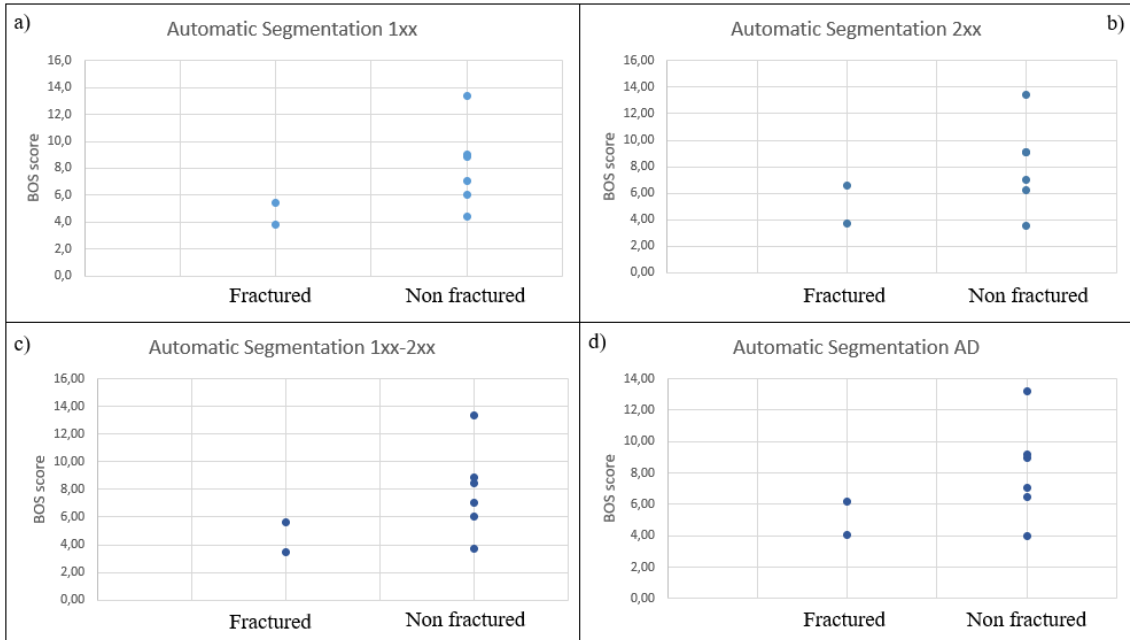 a)
Automatic Segmentation 1xx
16,0
14,0
12,0
10,0
8,0
6,0
4,0
2,0
0,0
BOS score
Fractured Non fractured
b)
Automatic Segmentation 2xx
16,00
14,00
12,00
10,00
8,00
6,00
4,00
2,00
0,00
BOS score
Fractured Non fractured
c)
Automatic Segmentation 1xx-2xx
16,00
14,00
12,00
10,00
8,00
6,00
4,00
2,00
0,00
BOS score
Fractured Non fractured
d)
Automatic Segmentation AD
14,00
12,00
10,00
8,00
6,00
4,00
2,00
0,00
BOS score
Fractured Non fractured